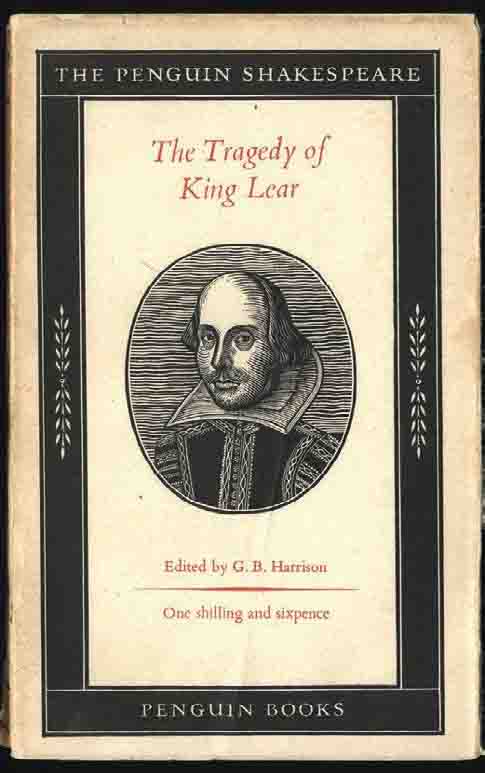 THE PENGUIN SHAKESPEARE
The Tragedy of
King Lear
Edited by G. B. Harrison
One shilling and sixpence
PENGUIN BOOKS